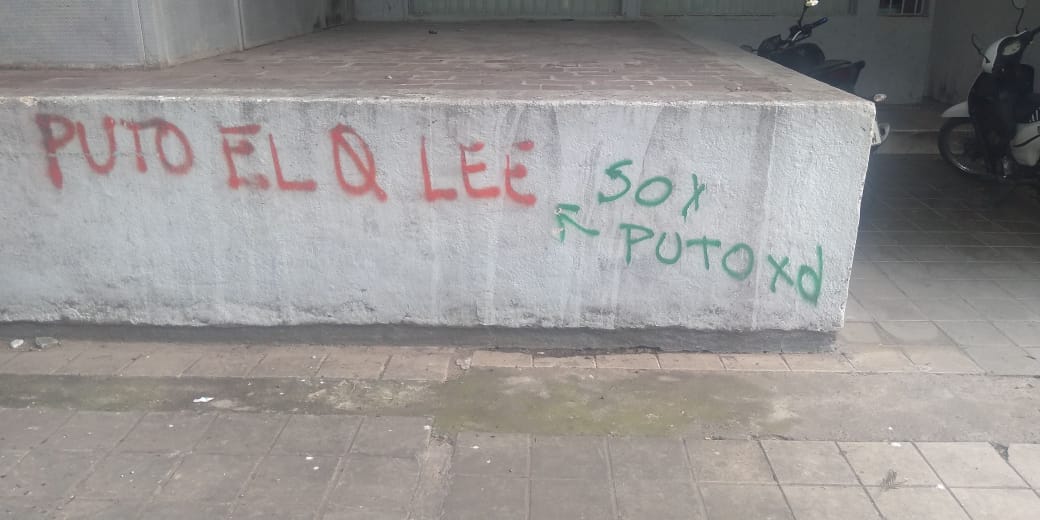 PUTO EL Q LEE
SOY
PUTO xd